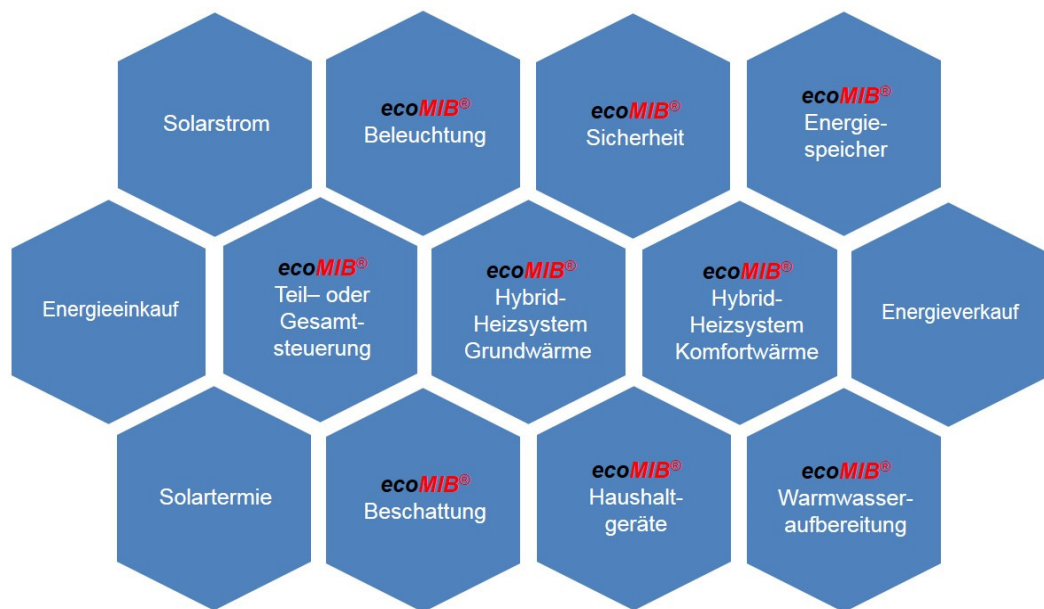 Solarstrom
ecoMIB®
Beleuchtung
ecoMIB®
Sicherheit
ecoMIB®
Energie-
speicher
Energieeinkauf
ecoMIB®
Teil– oder
Gesamt-
steuerung
ecoMIB®
Hybrid-
Heizsystem
Grundwärme
ecoMIB®
Hybrid-
Heizsystem
Komfortwärme
Energieverkauf
Solartermie
ecoMIB®
Beschattung
ecoMIB®
Haushalt-
geräte
ecoMIB®
Warmwasser-
aufbereitung